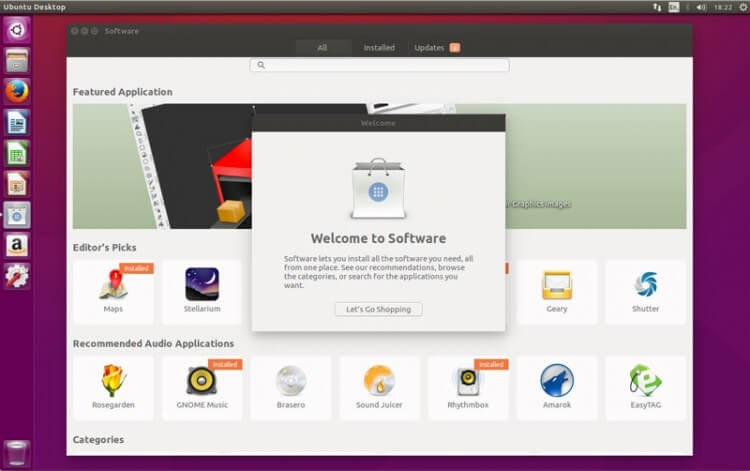 Ubuntu Desktop
En
18:22
Software
All
Installed
Updates
Featured Application
Welcome
r Graphics Images
Welcome to Software
Software lets you install all the software you need, all
from one place. See our recommendations, browse
the categories, or search for the applications you
want.
Let's Go Shopping
Editor's Picks
Installed
Maps
Stellarium
Geary
Shutter
Recommended Audio Applications
Installed
Installed
Rosegarden
GNOME Music
Brasero
Sound Juicer
Rhythmbox
Amarok
EasyTAG
Categories